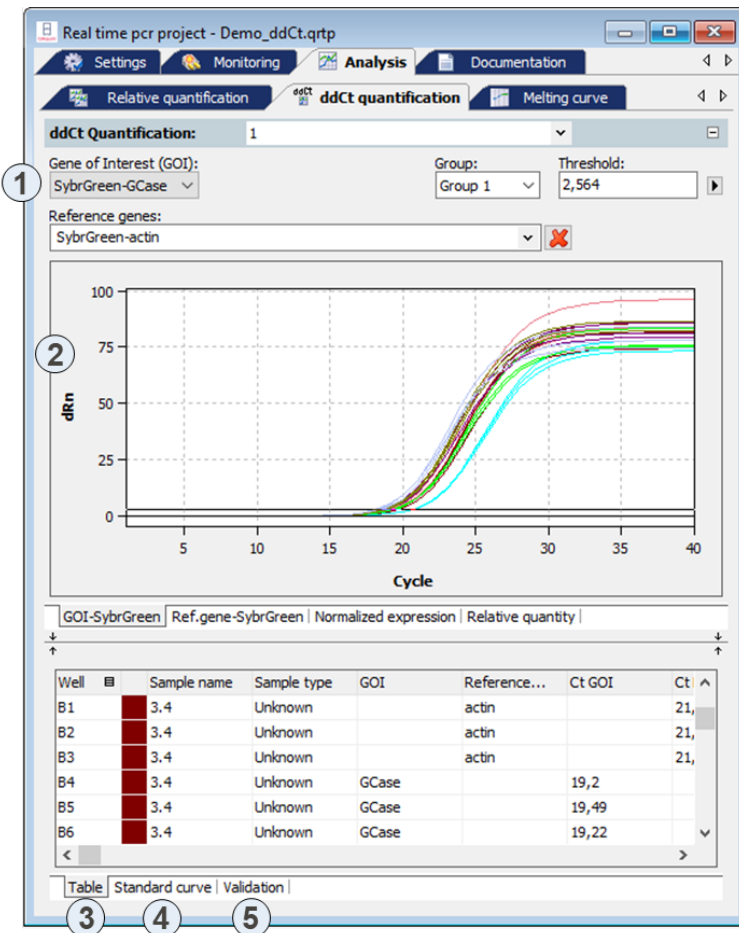 Real time pcr project - Demo_ddCt.qrtp
Settings Monitoring Analysis Documentation
Relative quantification ddCt ddCt quantification Melting curve
ddCt Quantification: 1
Gene of Interest (GOI): Group: Threshold:
1 SybrGreen-GCase Group 1 2,564
Reference genes:
SybrGreen-actin
100
2
75
50
25
0
dRn
5 10 15 20 25 30 35 40
Cycle
GOI-SybrGreen Ref.gene-SybrGreen Normalized expression Relative quantity
Well Sample name Sample type GOI Reference... Ct GOI Ct
B1 3.4 Unknown actin 21,
B2 3.4 Unknown actin 21,
B3 3.4 Unknown actin 21,
B4 3.4 Unknown GCase 19,2
B5 3.4 Unknown GCase 19,49
B6 3.4 Unknown GCase 19,22
Table Standard curve Validation
3 4 5